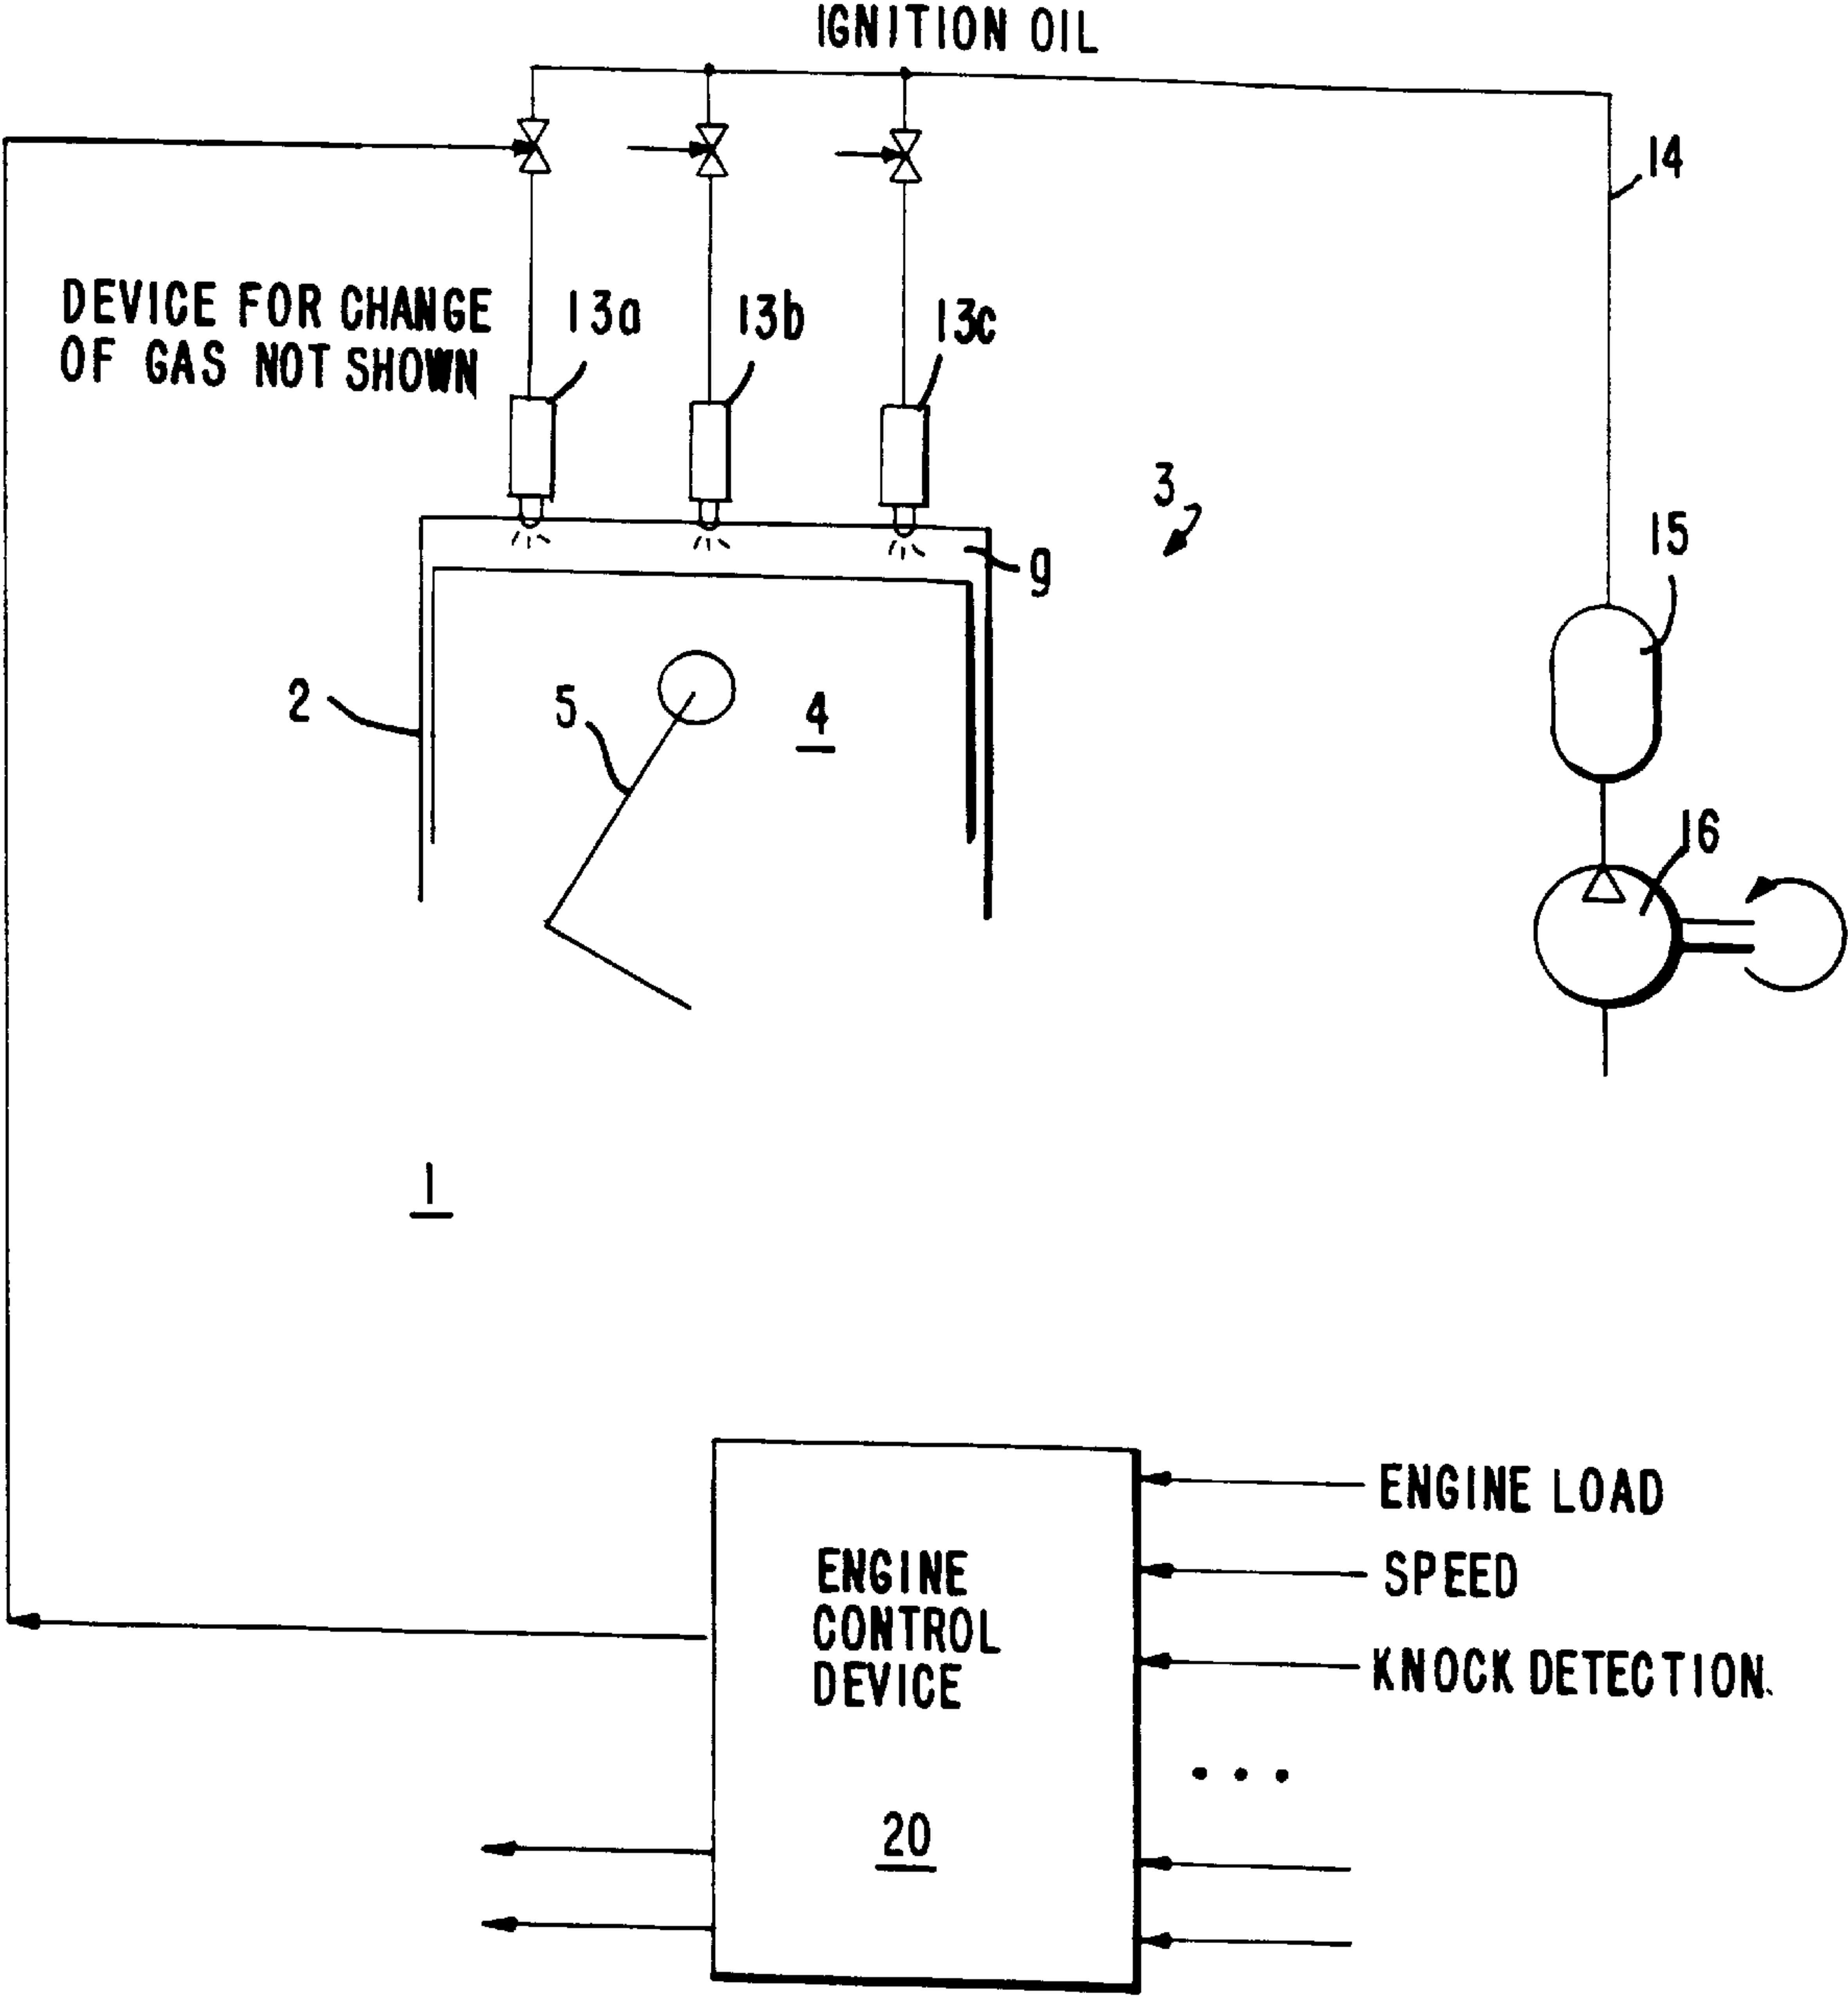 IGNITION OIL
14
DEVICE FOR CHANGE
OF GAS NOT SHOWN
13a
13b
13c
3
15
9
2
5
4
16
1
ENGINE LOAD
SPEED
KNOCK DETECTION.
ENGINE
CONTROL
DEVICE
20